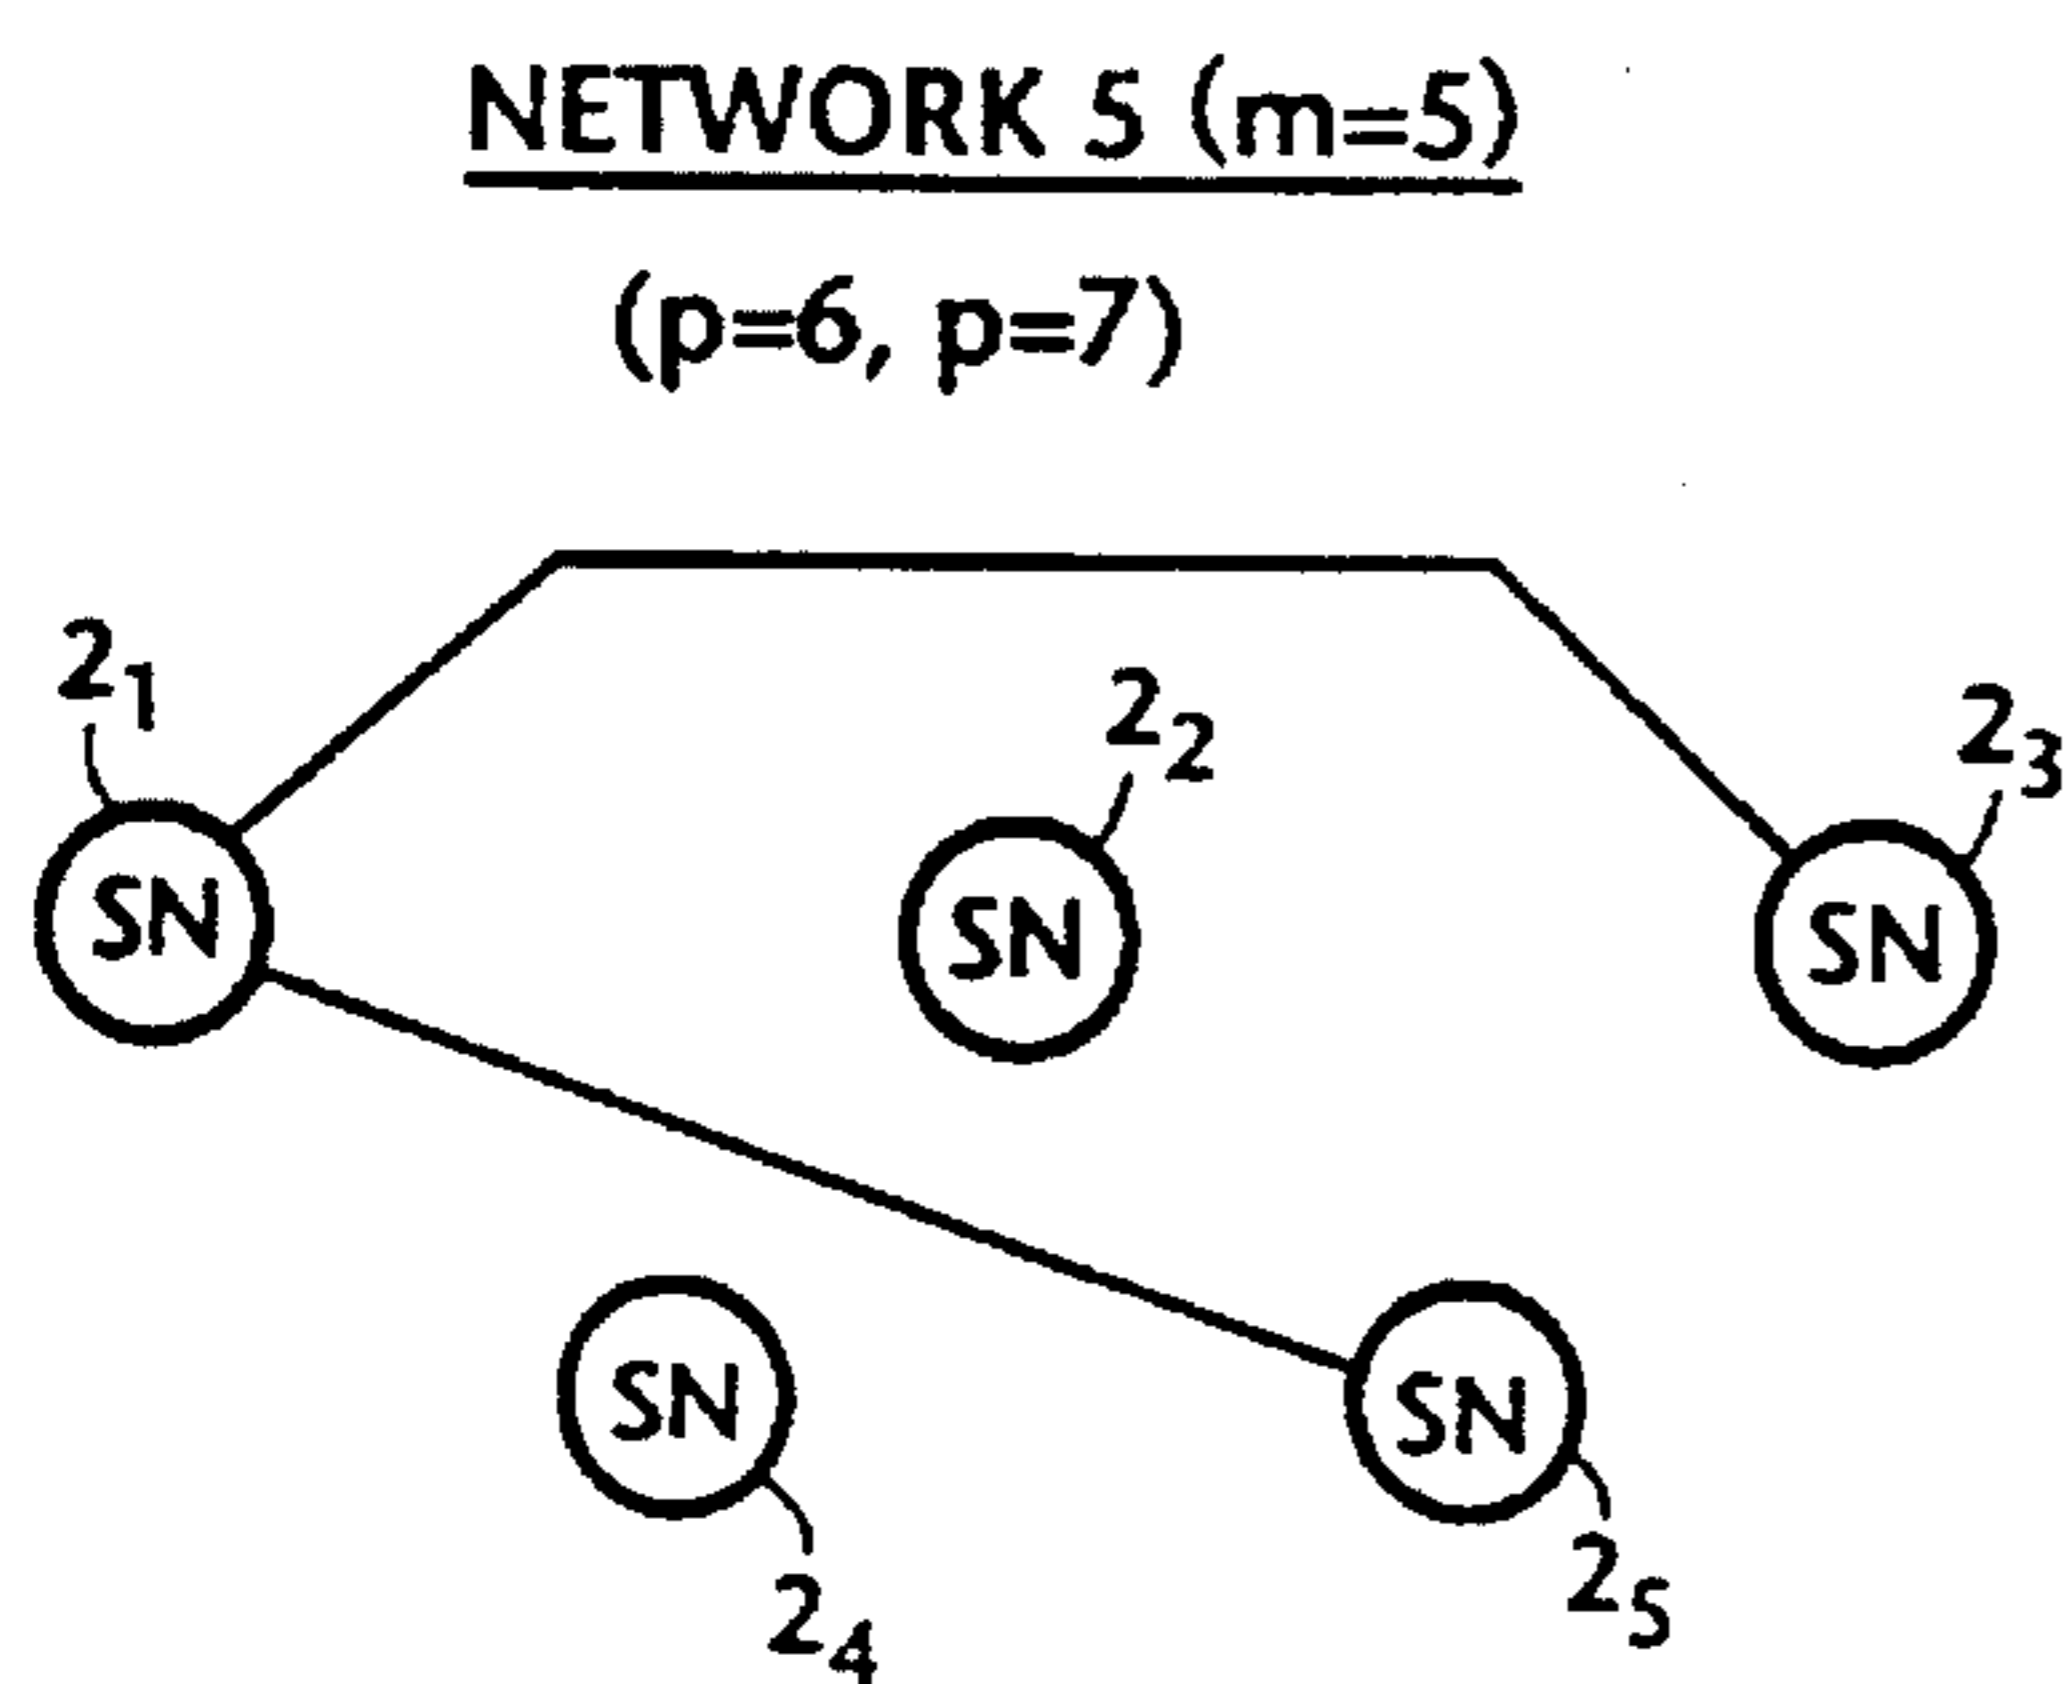 NETWORK 5 (m=5)
(p=6, p=7)
2₁
2₂
2₃
SN
SN
SN
SN
SN
2₄
2₅